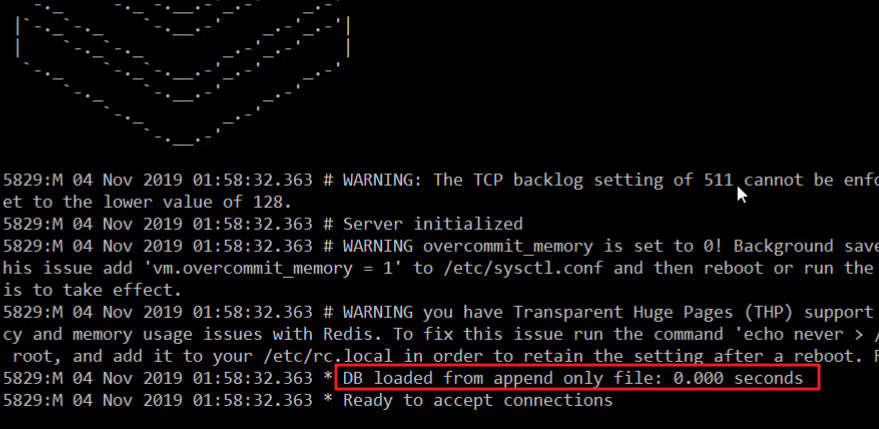 5829:M 04 Nov 2019 01:58:32.363 # WARNING: The TCP backlog setting of 511 cannot be
et to the lower value of 128.
5829:M 04 Nov 2019 01:58:32.363 # Server initialized
5829:M 04 Nov 2019 01:58:32.363 # WARNING overcommit_memory is set to 0! Background
his issue add 'vm.overcommit_memory = 1' to /etc/sysctl.conf and then reboot or run the
is to take effect.
5829:M 04 Nov 2019 01:58:32.363 # WARNING you have Transparent Huge Pages (THP) support
cy and memory usage issues with Redis. To fix this issue run the command 'echo never > /
root, and add it to your /etc/rc.local in order to retain the setting after a reboot.
5829:M 04 Nov 2019 01:58:32.363 * DB loaded from append only file: 0.000 seconds
5829:M 04 Nov 2019 01:58:32.363 * Ready to accept connections